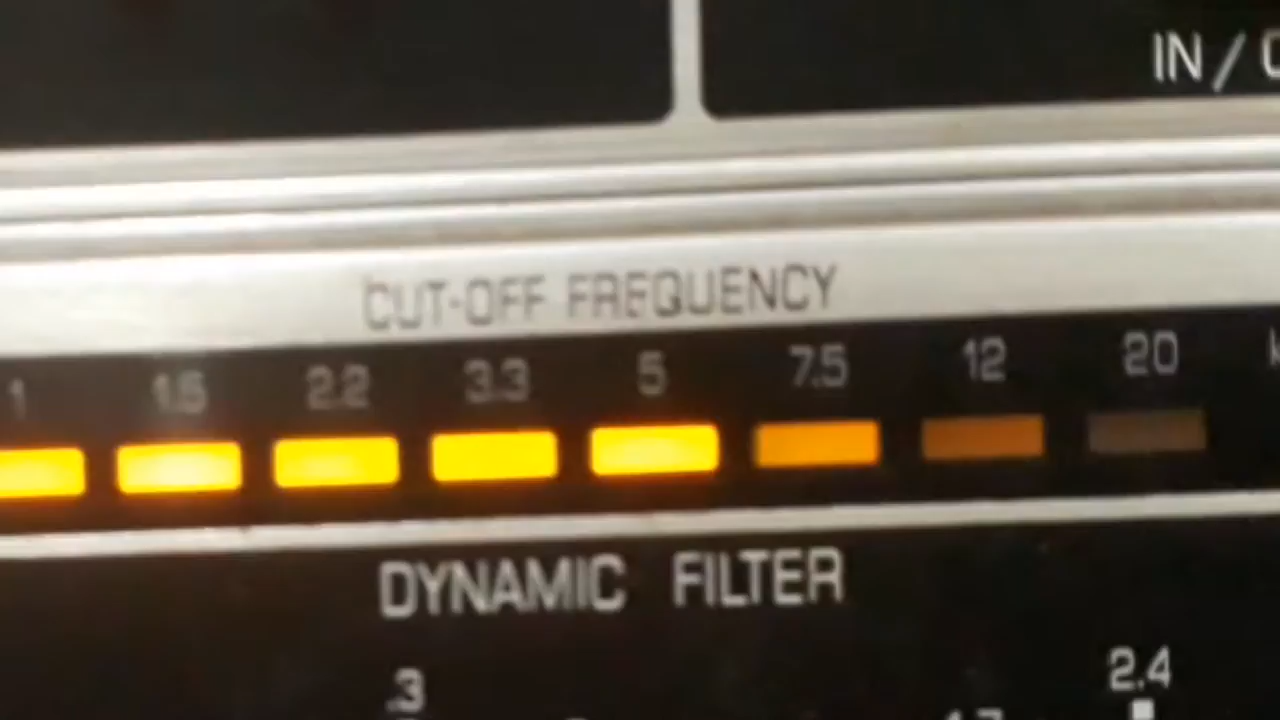 IN /
CUT-OFF FREQUENCY
1 1.5 2.2 3.3 5 7.5 12 20
DYNAMIC FILTER
.3 2.4